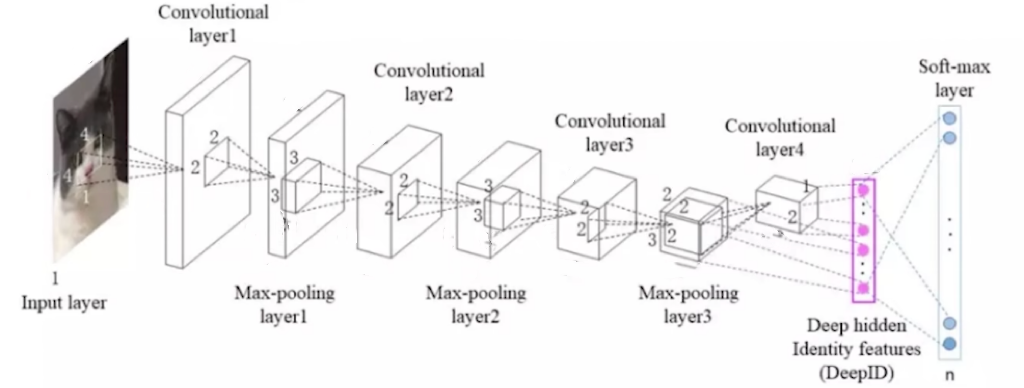 Convolutional
layer1
Convolutional
layer2
Convolutional
layer3
Convolutional
layer4
Soft-max
layer
4
4
1
1
Input layer
2
2
3
3
2
2
3
3
2
2
2
2
3
2
1
2
3
Max-pooling
layer1
Max-pooling
layer2
Max-pooling
layer3
Deep hidden
Identity features
(DeepID)
n